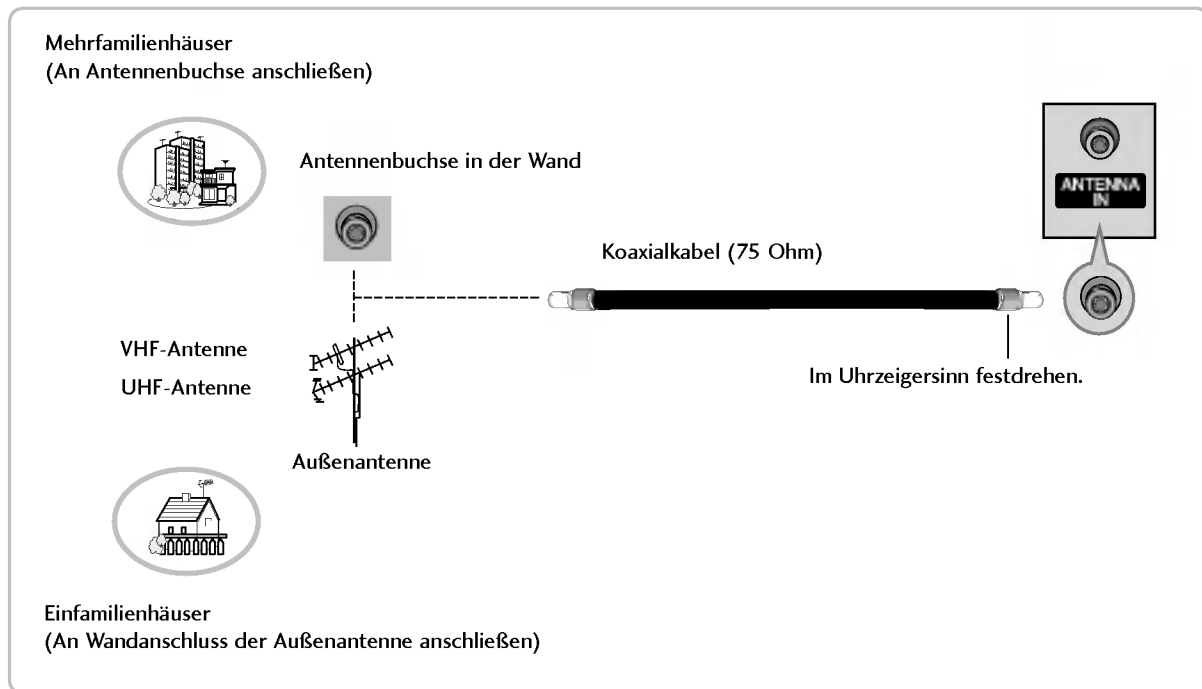 Mehrfamilienhäuser
(An Antennenbuchse anschließen)
Antennenbuchse in der Wand
ANTENNA
IN
Koaxialkabel (75 Ohm)
VHF-Antenne
UHF-Antenne
Im Uhrzeigersinn festdrehen.
Außenantenne
Einfamilienhäuser
(An Wandanschluss der Außenantenne anschließen)